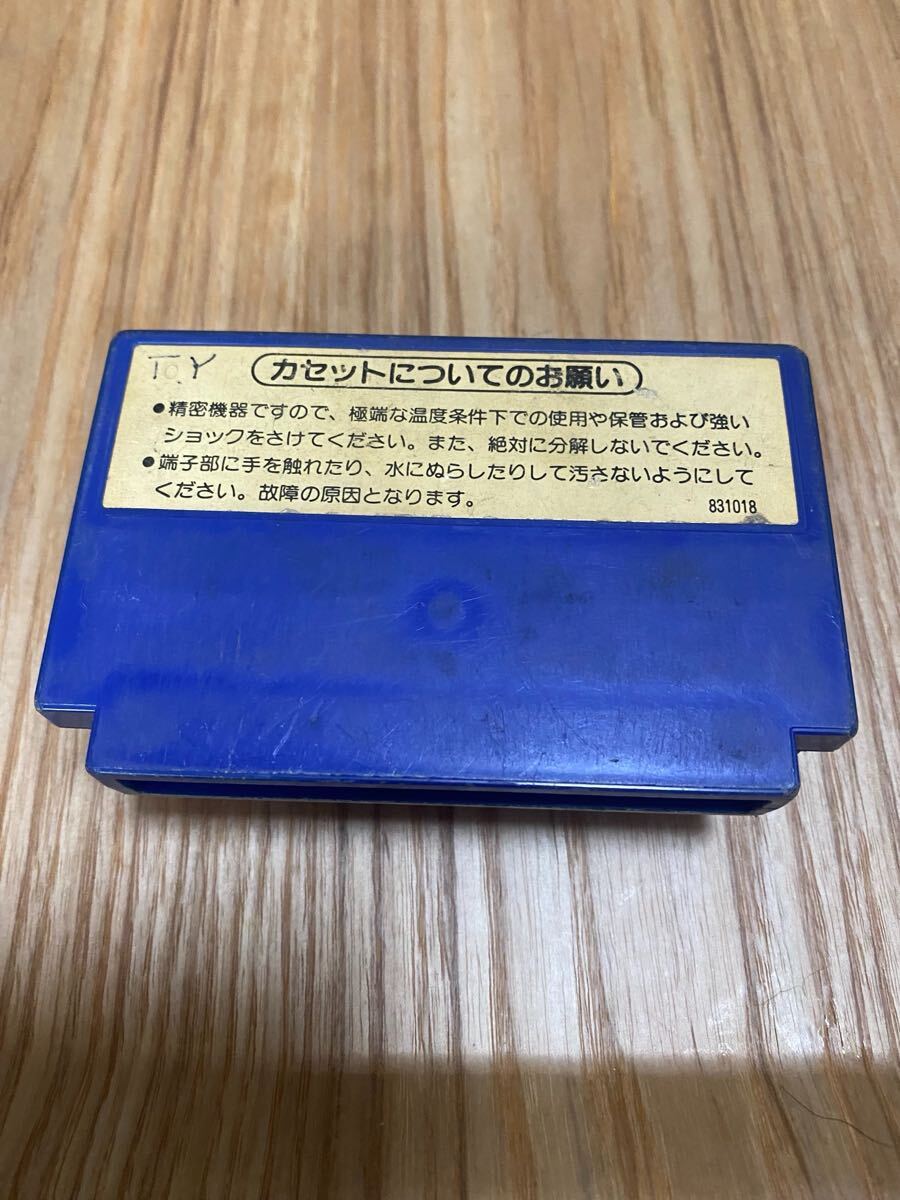 To.Y
カセットについてのお願い
●精密機器ですので、極端な温度条件下での使用や保管および強い
ショックをさけてください。また、絶対に分解しないでください。
●端子部に手を触れたり、水にぬらしたりして汚さないようにして
ください。故障の原因となります。
831018